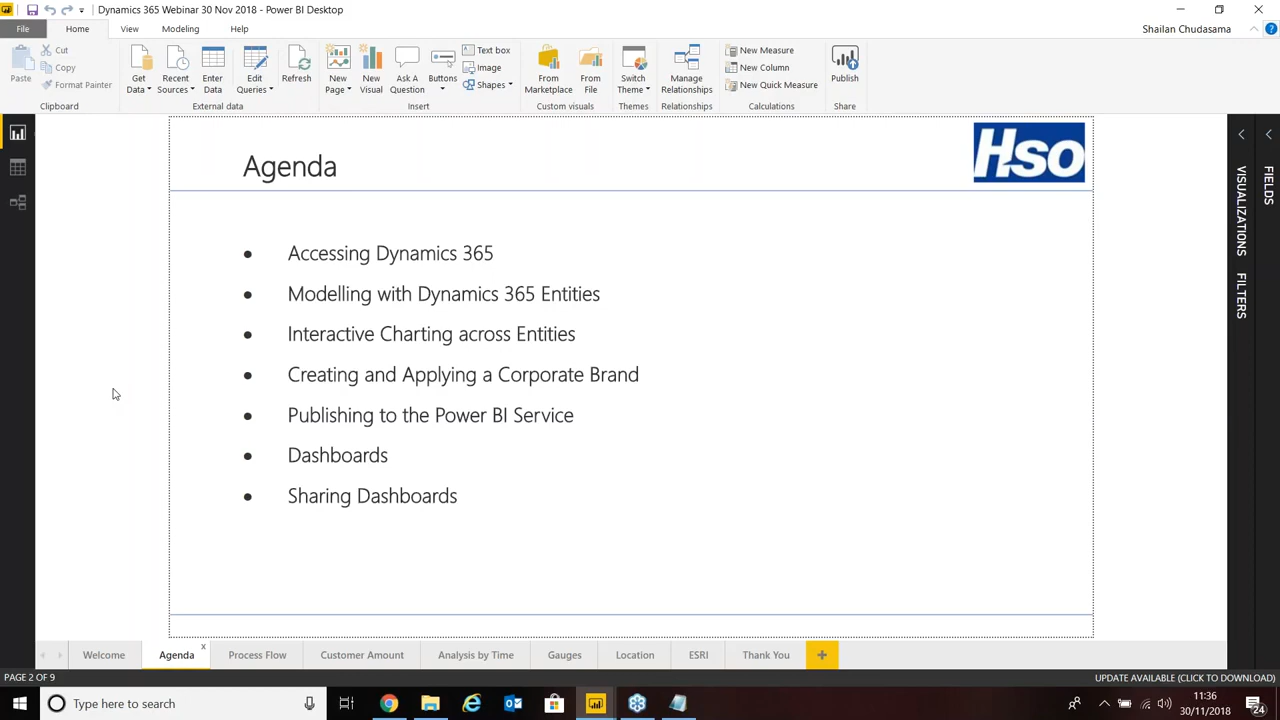 Dynamics 365 Webinar 30 Nov 2018 - Power BI Desktop
File
Home
View
Modeling
Help
Shailan Chudasama
Paste
Cut
Copy
Format Painter
Clipboard
Get Data
Recent Sources
Enter Data
Edit Queries
Refresh
External data
New Page
New Visual
Ask A Question
Buttons
Text box
Image
Shapes
Insert
From Marketplace
From File
Custom visuals
Switch Theme
Themes
Manage Relationships
Relationships
New Measure
New Column
New Quick Measure
Calculations
Publish
Share
Agenda
Hso
• Accessing Dynamics 365
• Modelling with Dynamics 365 Entities
• Interactive Charting across Entities
• Creating and Applying a Corporate Brand
• Publishing to the Power BI Service
• Dashboards
• Sharing Dashboards
VISUALIZATIONS
FILTERS
FIELDS
Welcome
Agenda
Process Flow
Customer Amount
Analysis by Time
Gauges
Location
ESRI
Thank You
PAGE 2 OF 9
UPDATE AVAILABLE (CLICK TO DOWNLOAD)
Type here to search
11:36
30/11/2018
24